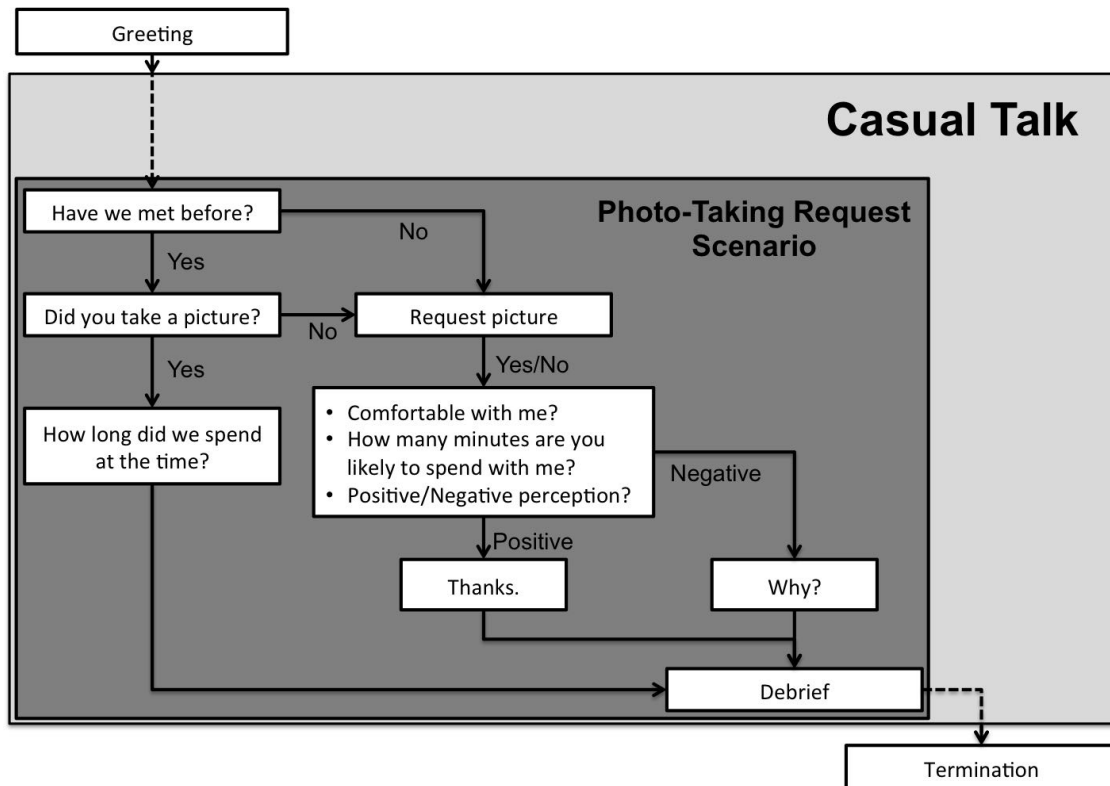 Greeting
Casual Talk
Photo-Taking Request
Scenario
Have we met before?
No
Yes
Did you take a picture?
No
Request picture
Yes
Yes/No
How long did we spend
at the time?
• Comfortable with me?
• How many minutes are you
likely to spend with me?
• Positive/Negative perception?
Negative
Positive
Thanks.
Why?
Debrief
Termination